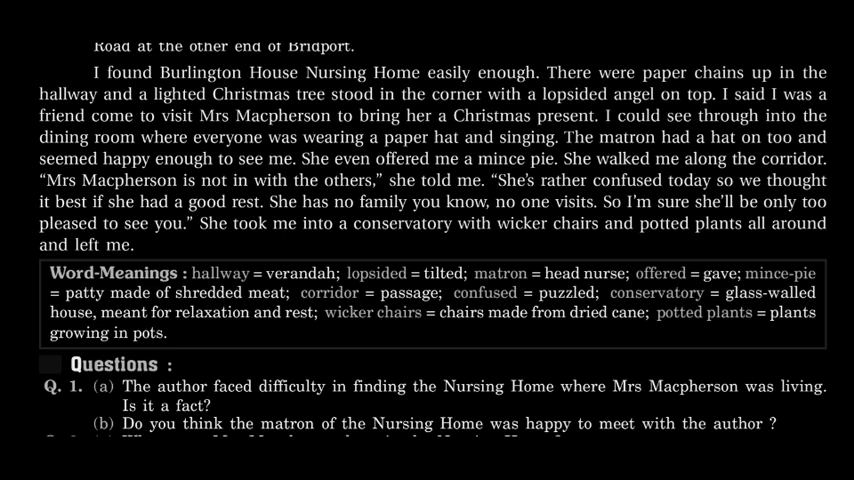 Road at the other end of Bridport.
I found Burlington House Nursing Home easily enough. There were paper chains up in the
hallway and a lighted Christmas tree stood in the corner with a lopsided angel on top. I said I was a
friend come to visit Mrs Macpherson to bring her a Christmas present. I could see through into the
dining room where everyone was wearing a paper hat and singing. The matron had a hat on too and
seemed happy enough to see me. She even offered me a mince pie. She walked me along the corridor.
“Mrs Macpherson is not in with the others,” she told me. “She’s rather confused today so we thought
it best if she had a good rest. She has no family you know, no one visits. So I’m sure she’ll be only too
pleased to see you.” She took me into a conservatory with wicker chairs and potted plants all around
and left me.
Word-Meanings : hallway = verandah; lopsided = tilted; matron = head nurse; offered = gave; mince-pie
= patty made of shredded meat; corridor = passage; confused = puzzled; conservatory = glass-walled
house, meant for relaxation and rest; wicker chairs = chairs made from dried cane; potted plants = plants
growing in pots.
Questions :
Q. 1. (a) The author faced difficulty in finding the Nursing Home where Mrs Macpherson was living.
Is it a fact?
(b) Do you think the matron of the Nursing Home was happy to meet with the author ?